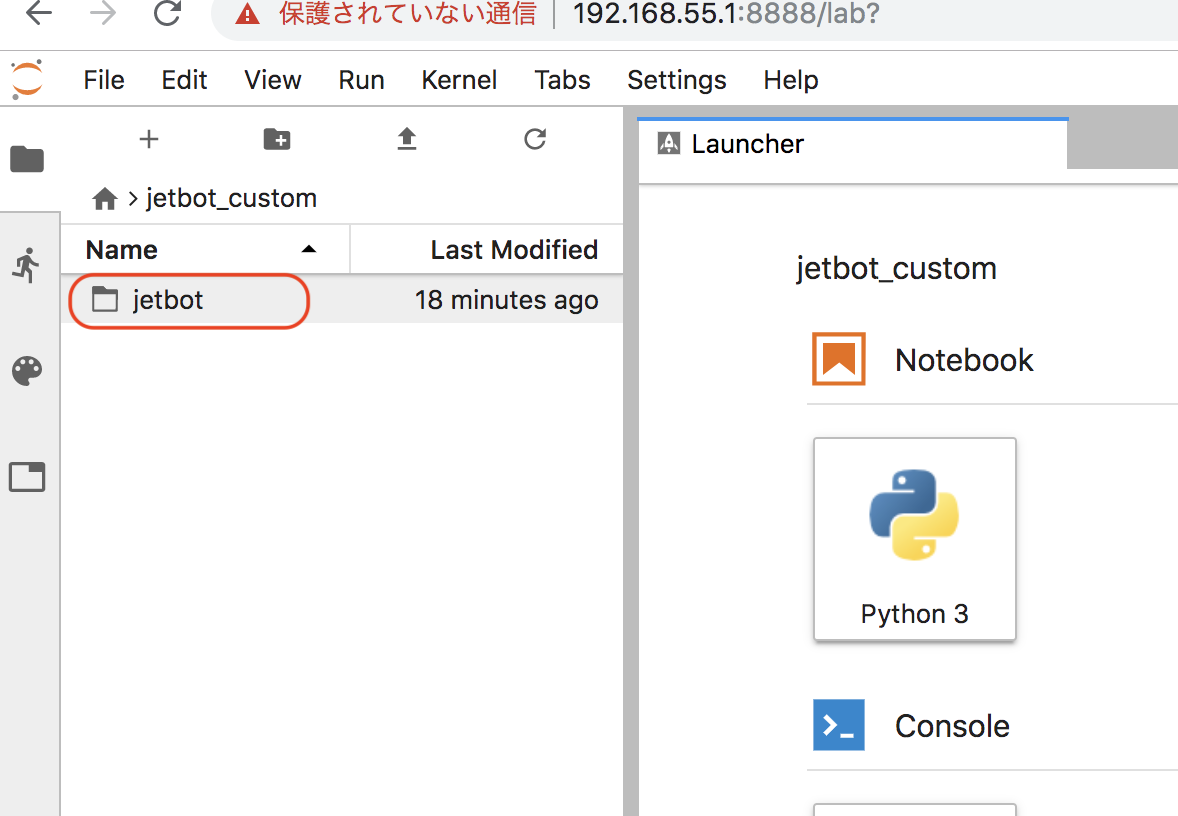 保護されていない通信 192.168.55.1:8888/lab?
File Edit View Run Kernel Tabs Settings Help
Launcher
jetbot_custom
Name Last Modified
jetbot 18 minutes ago
jetbot_custom
Notebook
Python 3
Console